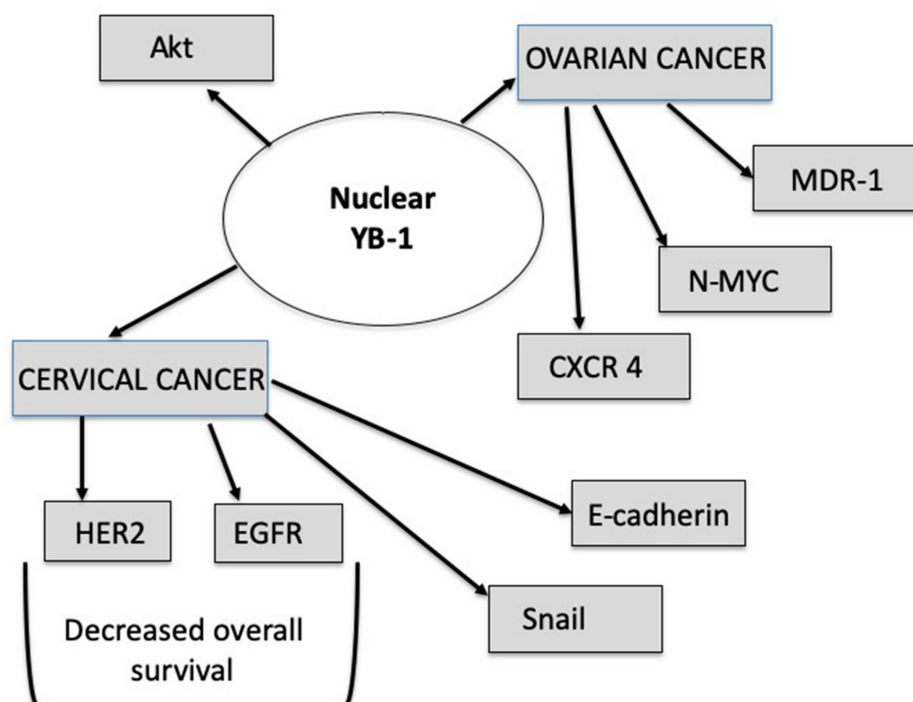 Akt
OVARIAN CANCER
Nuclear
YB-1
MDR-1
N-MYC
CXCR 4
CERVICAL CANCER
HER2
EGFR
E-cadherin
Snail
Decreased overall
survival